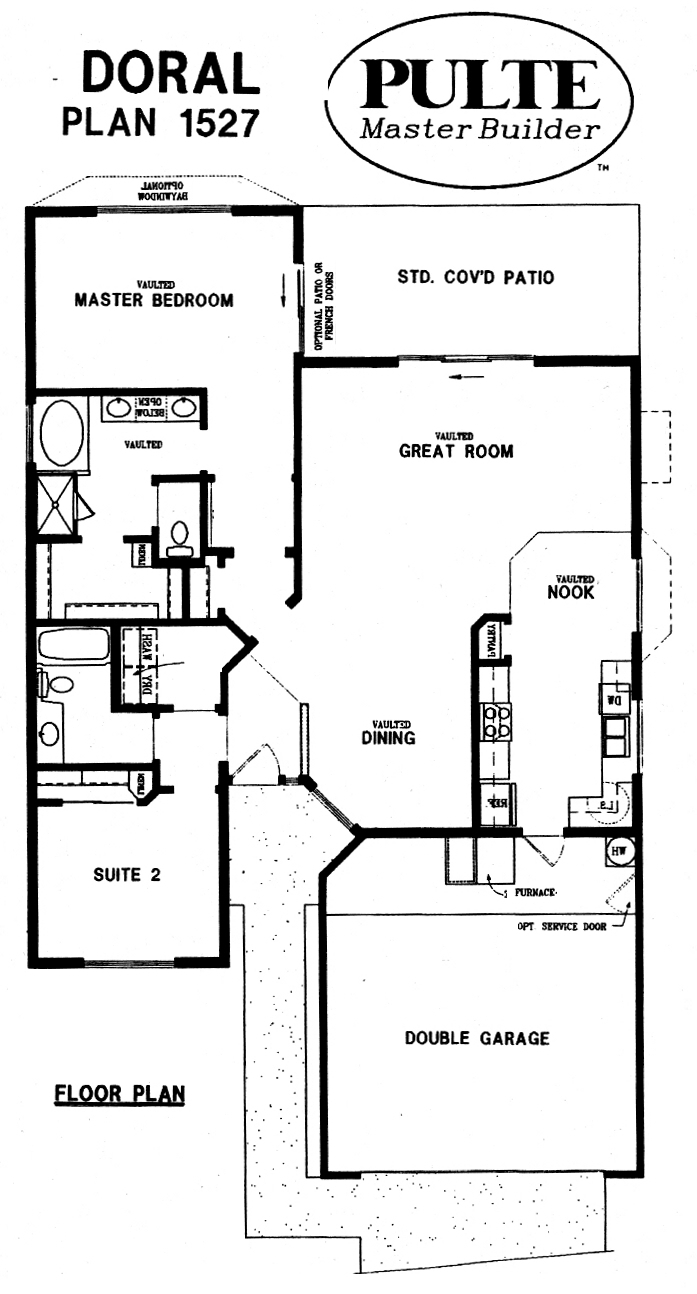 DORAL
PLAN 1527
PULTE
Master Builder
TM
OPTIONAL
BAYWINDOW
VAULTED
MASTER BEDROOM
OPTIONAL PATIO OR
FRENCH DOORS
STD. COV'D PATIO
OPEN
BELOW
VAULTED
VAULTED
GREAT ROOM
LINEN
VAULTED
NOOK
PANTRY
WASH
DRY
DW
VAULTED
DINING
LINEN
REF
L.S.
SUITE 2
HW
FURNACE
OPT. SERVICE DOOR
DOUBLE GARAGE
FLOOR PLAN